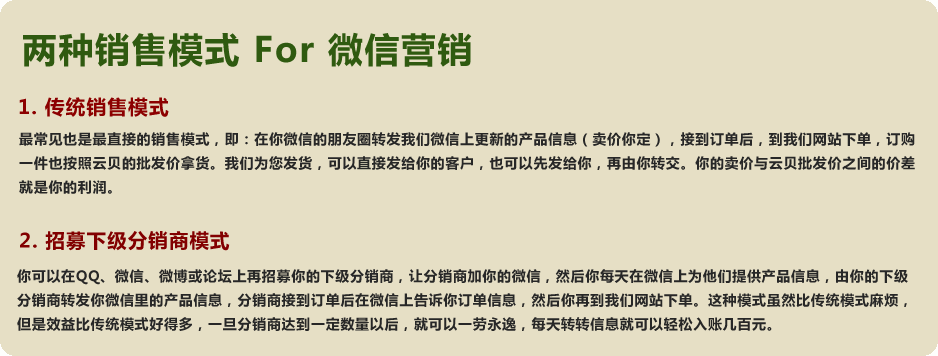 两种销售模式 For 微信营销
1. 传统销售模式
最常见也是最直接的销售模式，即：在你微信的朋友圈转发我们微信上更新的产品信息（卖价你定），接到订单后，到我们网站下单，订购
一件也按照云贝的批发价拿货。我们为您发货，可以直接发给你的客户，也可以先发给你，再由你转交。你的卖价与云贝批发价之间的价差
就是你的利润。
2. 招募下级分销商模式
你可以在QQ、微信、微博或论坛上再招募你的下级分销商，让分销商加你的微信，然后你每天在微信上为他们提供产品信息，由你的下级
分销商转发你微信里的产品信息，分销商接到订单后在微信上告诉你订单信息，然后你再到我们网站下单。这种模式虽然比传统模式麻烦，
但是效益比传统模式好得多，一旦分销商达到一定数量以后，就可以一劳永逸，每天转转信息就可以轻松入账几百元。